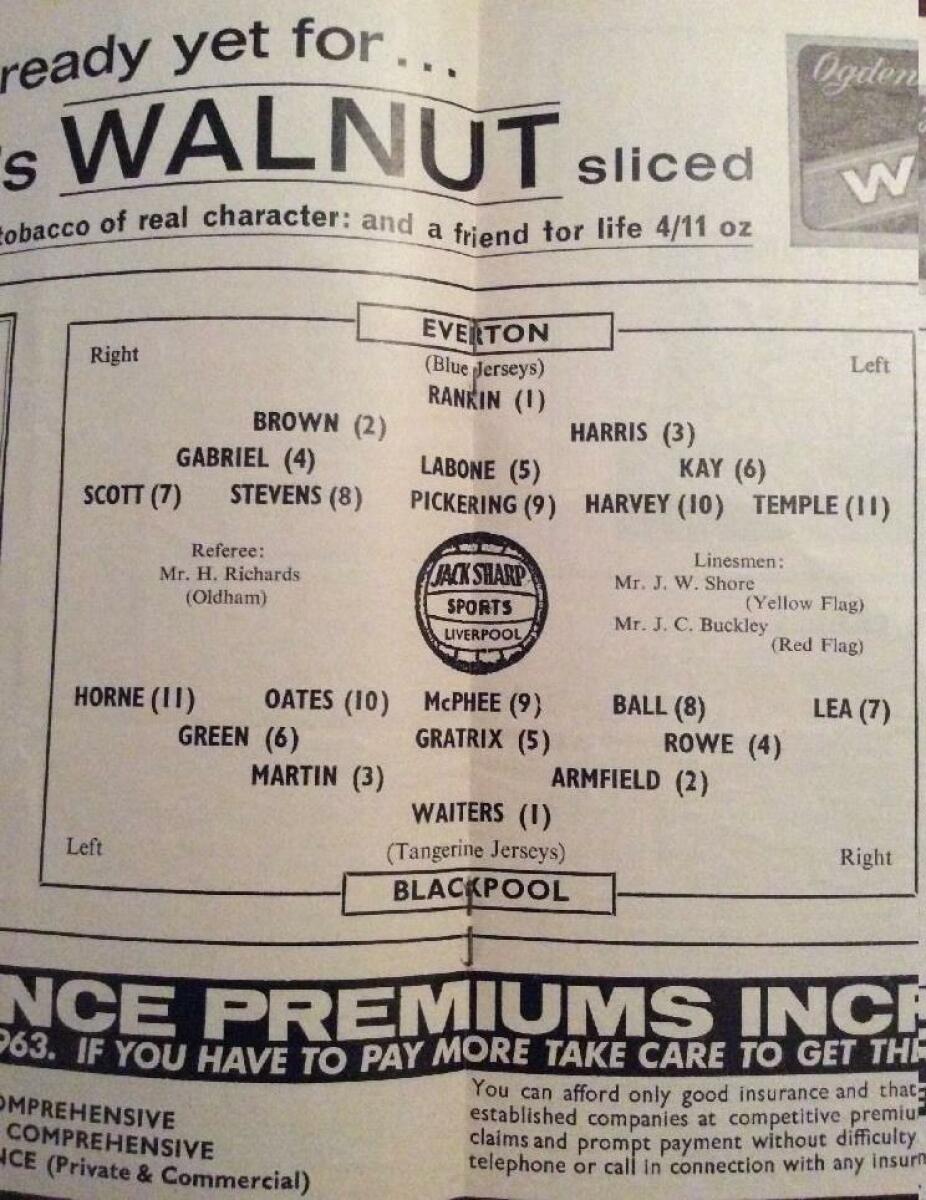 ready yet for...
's WALNUT sliced
tobacco of real character: and a friend for life 4/11 oz
Ogden
W
EVERTON
Right
(Blue Jerseys)
Left
RANKIN (1)
BROWN (2)
HARRIS (3)
GABRIEL (4)
LABONE (5)
KAY (6)
SCOTT (7)
STEVENS (8)
PICKERING (9)
HARVEY (10)
TEMPLE (11)
Referee:
Mr. H. Richards
(Oldham)
JACK SHARP
SPORTS
LIVERPOOL
Linesmen:
Mr. J. W. Shore
(Yellow Flag)
Mr. J. C. Buckley
(Red Flag)
HORNE (11)
OATES (10)
McPHEE (9)
BALL (8)
LEA (7)
GREEN (6)
GRATRIX (5)
ROWE (4)
MARTIN (3)
ARMFIELD (2)
WAITERS (1)
Left
(Tangerine Jerseys)
Right
BLACKPOOL
NCE PREMIUMS INCR
963. IF YOU HAVE TO PAY MORE TAKE CARE TO GET THE
OMPREHENSIVE
COMPREHENSIVE
NCE (Private & Commercial)
You can afford only good insurance and that
established companies at competitive premiu
claims and prompt payment without difficulty
telephone or call in connection with any insur